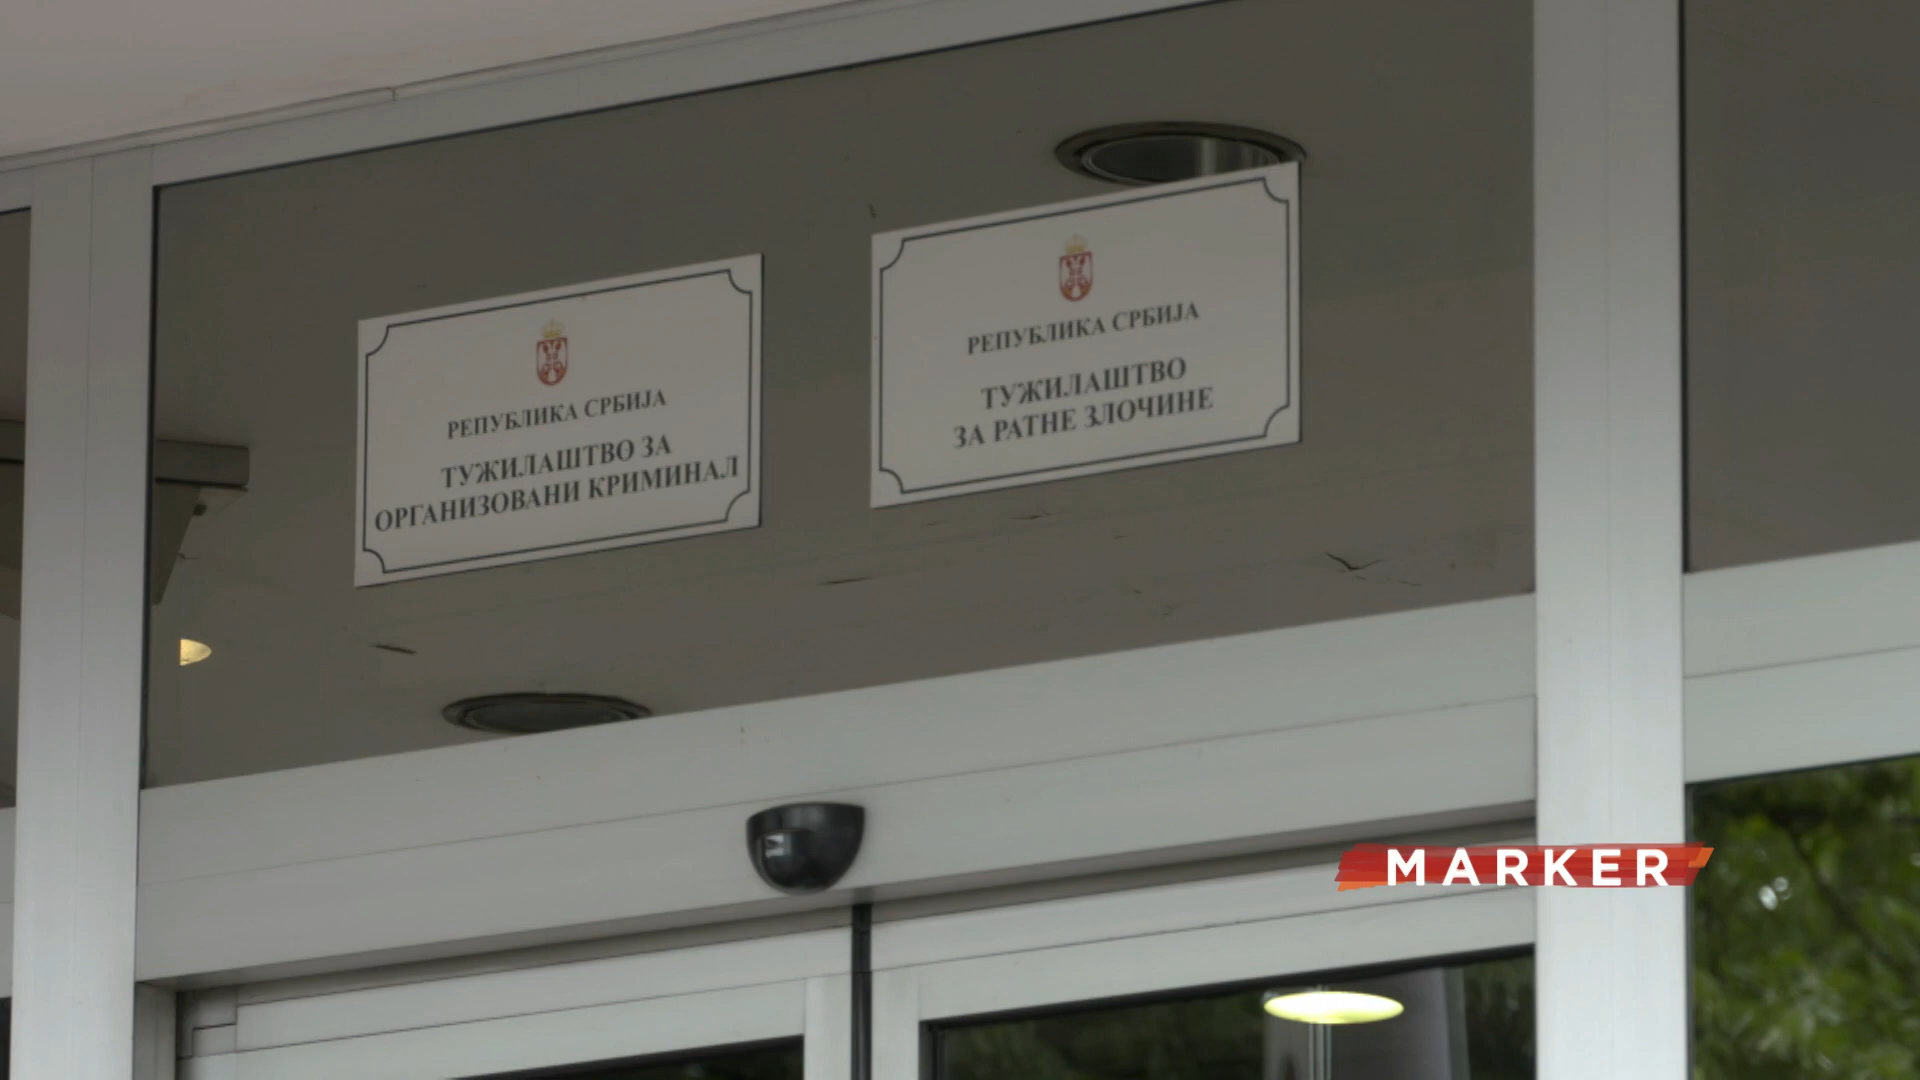 РЕПУБЛИКА СРБИЈА
ТУЖИЛАШТВО ЗА
ОРГАНИЗОВАНИ КРИМИНАЛ
РЕПУБЛИКА СРБИЈА
ТУЖИЛАШТВО
ЗА РАТНЕ ЗЛОЧИНЕ
MARKER